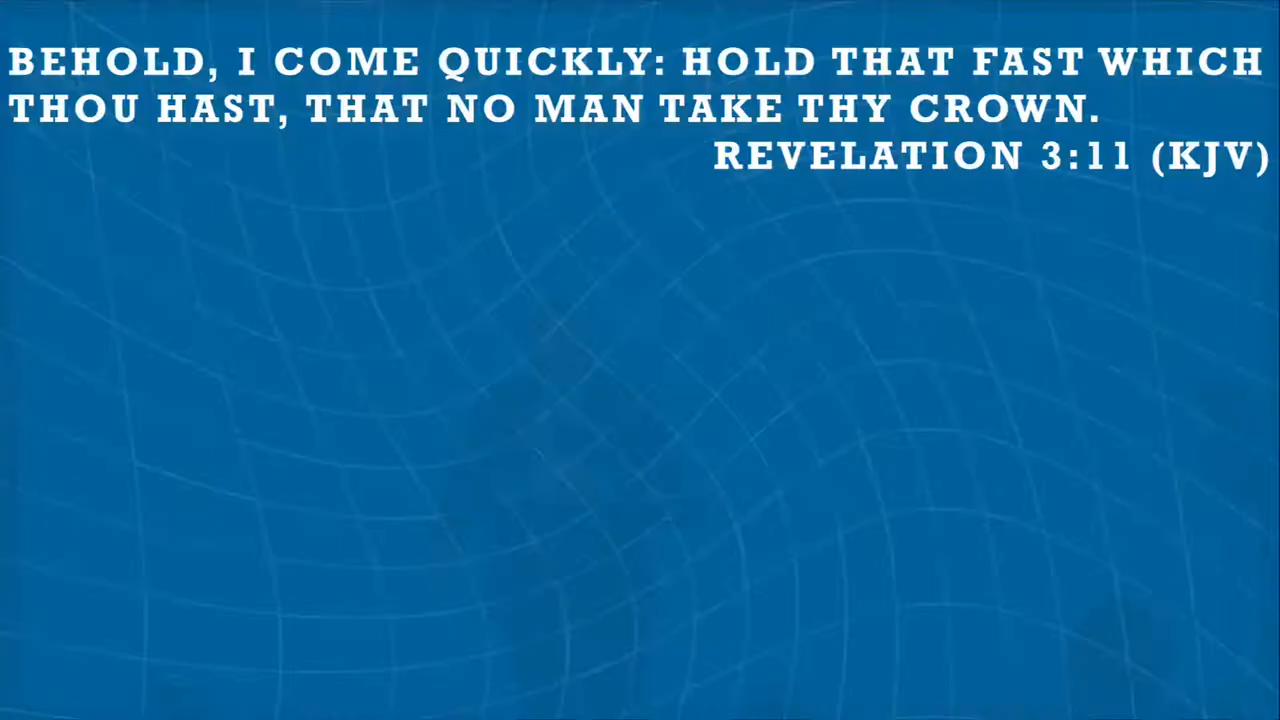 BEHOLD, I COME QUICKLY: HOLD THAT FAST WHICH
THOU HAST, THAT NO MAN TAKE THY CROWN.
REVELATION 3:11 (KJV)